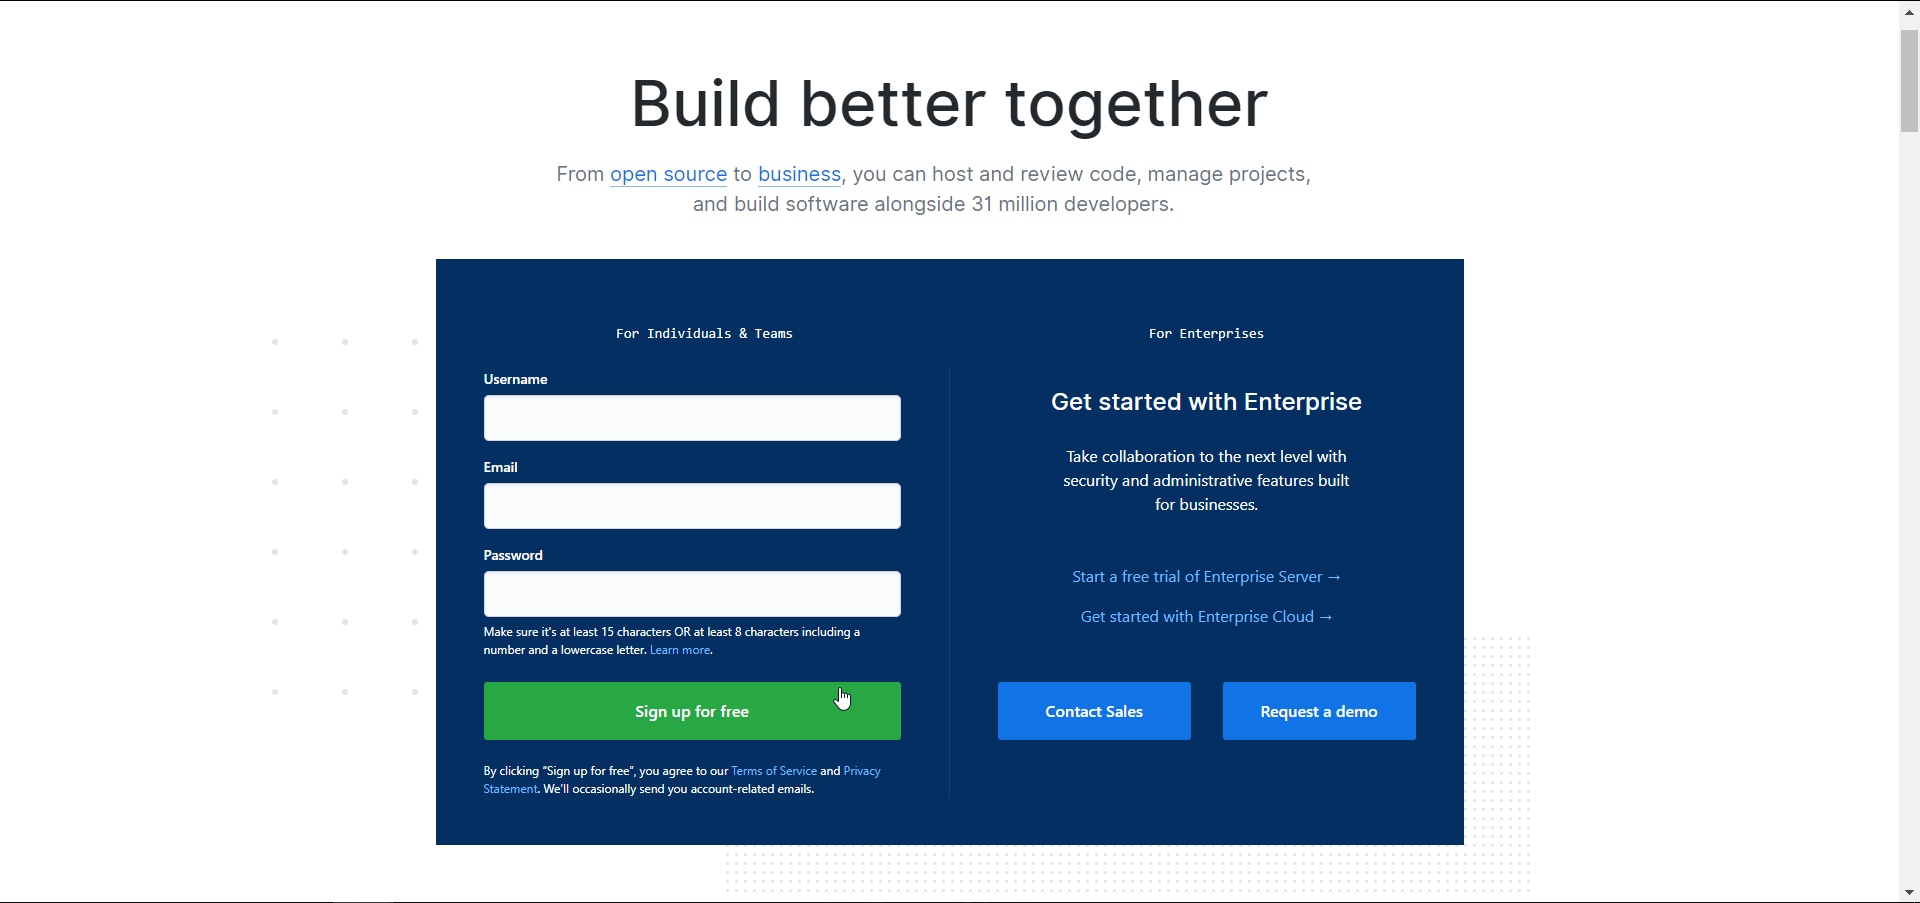 Build better together
From open source to business, you can host and review code, manage projects,
and build software alongside 31 million developers.
For Individuals & Teams
Username
Email
Password
Make sure it's at least 15 characters OR at least 8 characters including a
number and a lowercase letter. Learn more.
Sign up for free
By clicking “Sign up for free”, you agree to our Terms of Service and Privacy
Statement. We’ll occasionally send you account-related emails.
For Enterprises
Get started with Enterprise
Take collaboration to the next level with
security and administrative features built
for businesses.
Start a free trial of Enterprise Server →
Get started with Enterprise Cloud →
Contact Sales
Request a demo